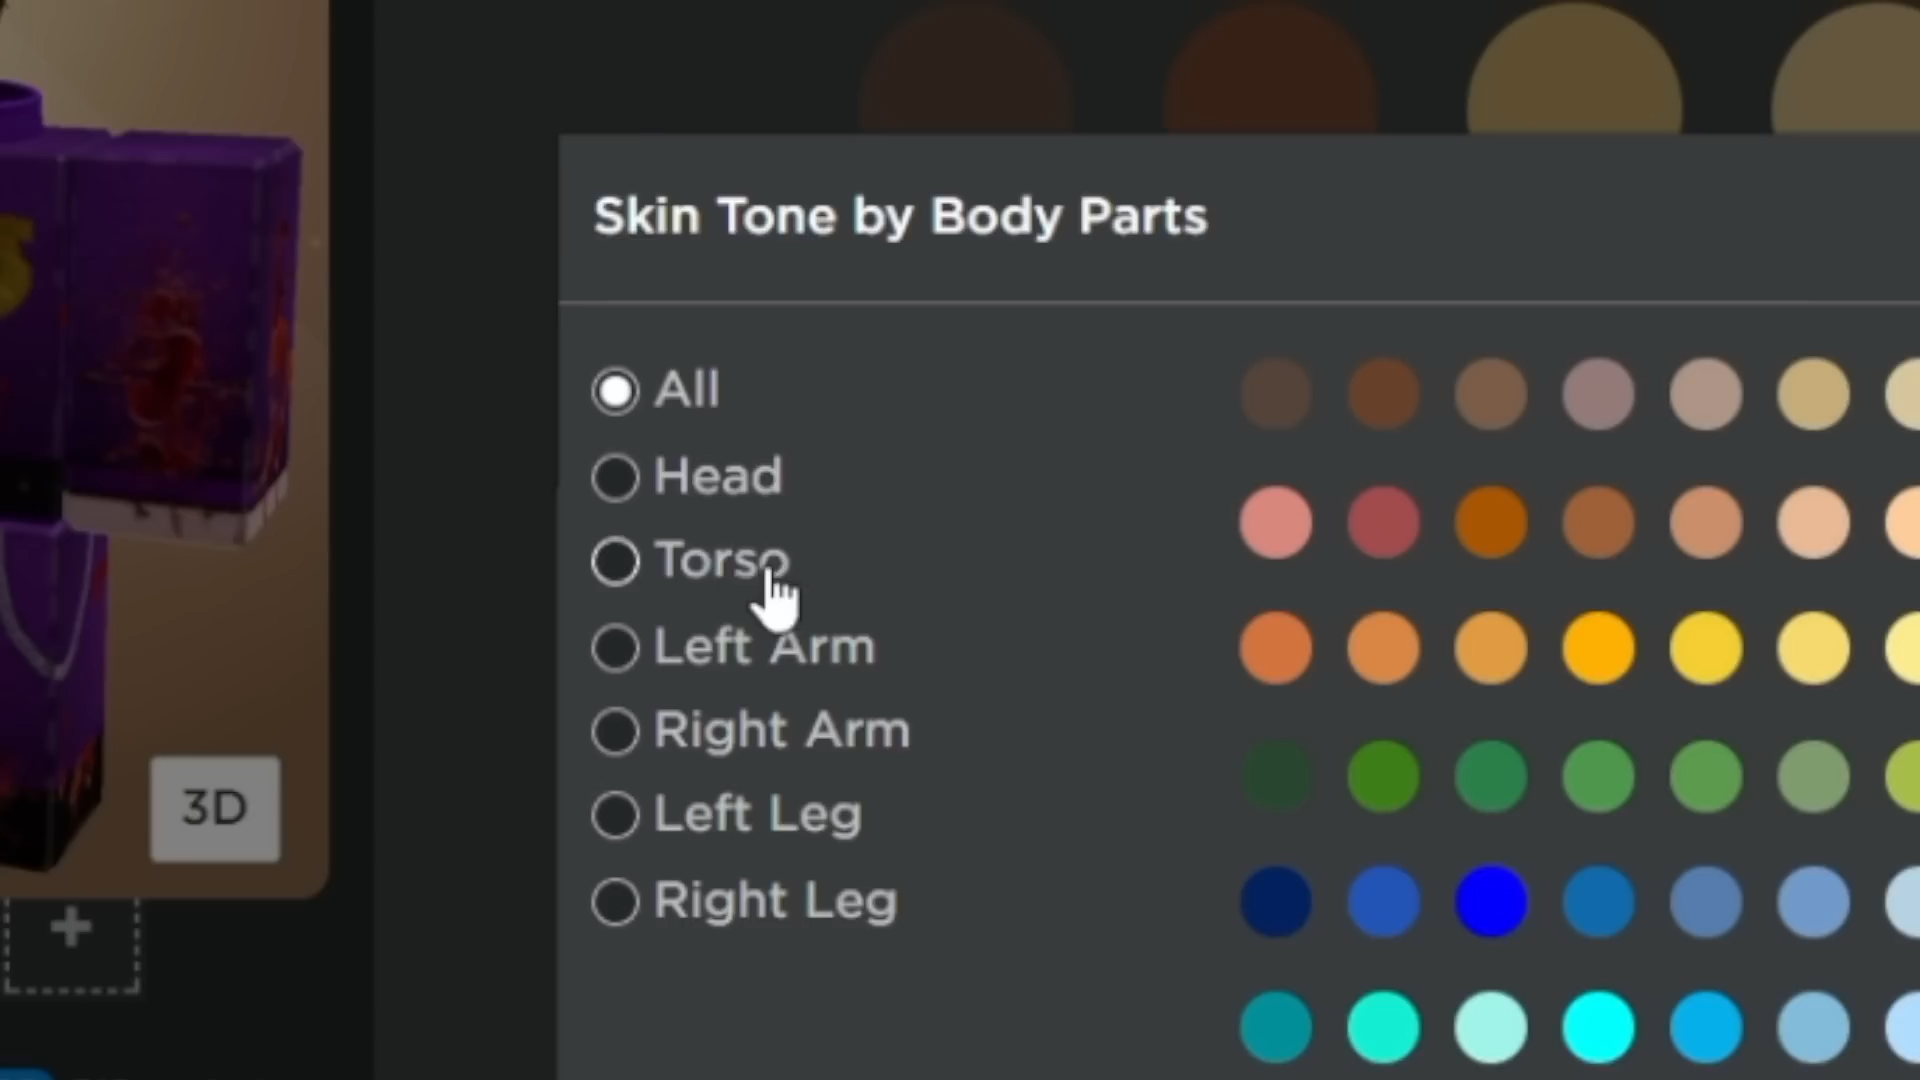 Skin Tone by Body Parts
All
Head
Torso
Left Arm
Right Arm
Left Leg
Right Leg
3D
+